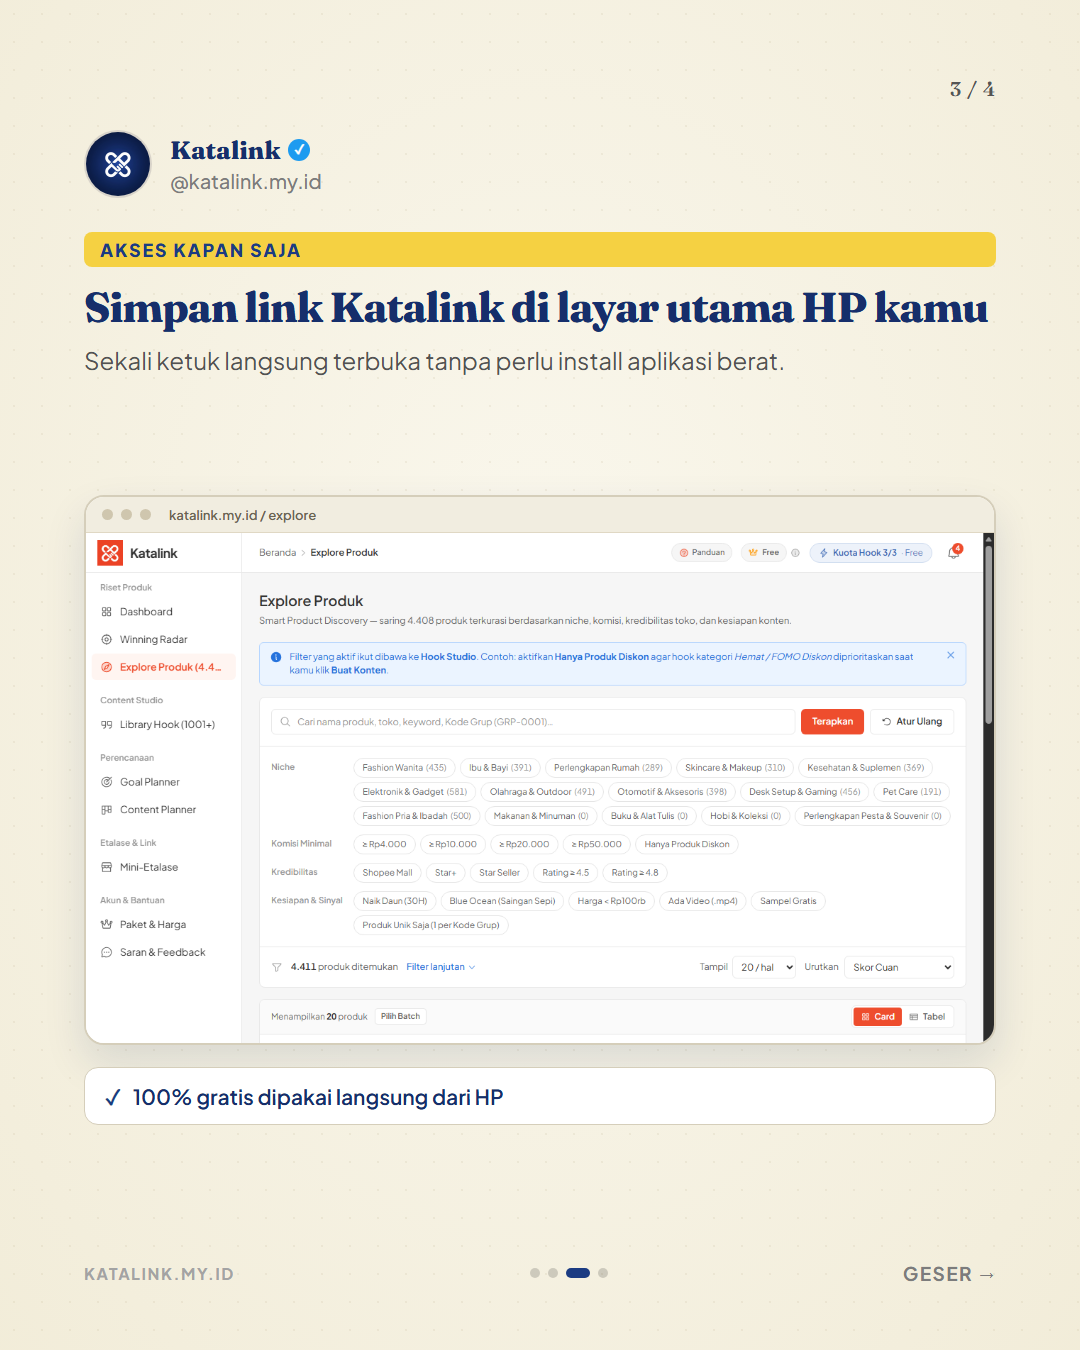 3 / 4
Katalink
@katalink.my.id
AKSES KAPAN SAJA
Simpan link Katalink di layar utama HP kamu
Sekali ketuk langsung terbuka tanpa perlu install aplikasi berat.
katalink.my.id / explore
Katalink
Beranda > Explore Produk
Panduan
Free
Kuota Hook 3/3 · Free
4
Riset Produk
Dashboard
Winning Radar
Explore Produk (4.4...
Content Studio
Library Hook (1001+)
Perencanaan
Goal Planner
Content Planner
Etalase & Link
Mini-Etalase
Akun & Bantuan
Paket & Harga
Saran & Feedback
Explore Produk
Smart Product Discovery — saring 4.408 produk terkurasi berdasarkan niche, komisi, kredibilitas toko, dan kesiapan konten.
Filter yang aktif ikut dibawa ke Hook Studio. Contoh: aktifkan Hanya Produk Diskon agar hook kategori Hemat / FOMO Diskon diprioritaskan saat
kamu klik Buat Konten.
Cari nama produk, toko, keyword, Kode Grup (GRP-0001)...
Terapkan
Atur Ulang
Niche
Fashion Wanita (435) Ibu & Bayi (391) Perlengkapan Rumah (289) Skincare & Makeup (310) Kesehatan & Suplemen (369)
Elektronik & Gadget (581) Olahraga & Outdoor (491) Otomotif & Aksesoris (398) Desk Setup & Gaming (456) Pet Care (191)
Fashion Pria & Ibadah (500) Makanan & Minuman (0) Buku & Alat Tulis (0) Hobi & Koleksi (0) Perlengkapan Pesta & Souvenir (0)
Komisi Minimal ≥ Rp4.000 ≥ Rp10.000 ≥ Rp20.000 ≥ Rp50.000 Hanya Produk Diskon
Kredibilitas Shopee Mall Star+ Star Seller Rating ≥ 4.5 Rating ≥ 4.8
Kesiapan & Sinyal Naik Daun (30H) Blue Ocean (Saingan Sepi) Harga < Rp100rb Ada Video (.mp4) Sampel Gratis
Produk Unik Saja (1 per Kode Grup)
4.411 produk ditemukan Filter lanjutan Tampil 20 / hal Urutkan Skor Cuan
Menampilkan 20 produk Pilih Batch Card Tabel
✓ 100% gratis dipakai langsung dari HP
KATALINK.MY.ID
GESER →